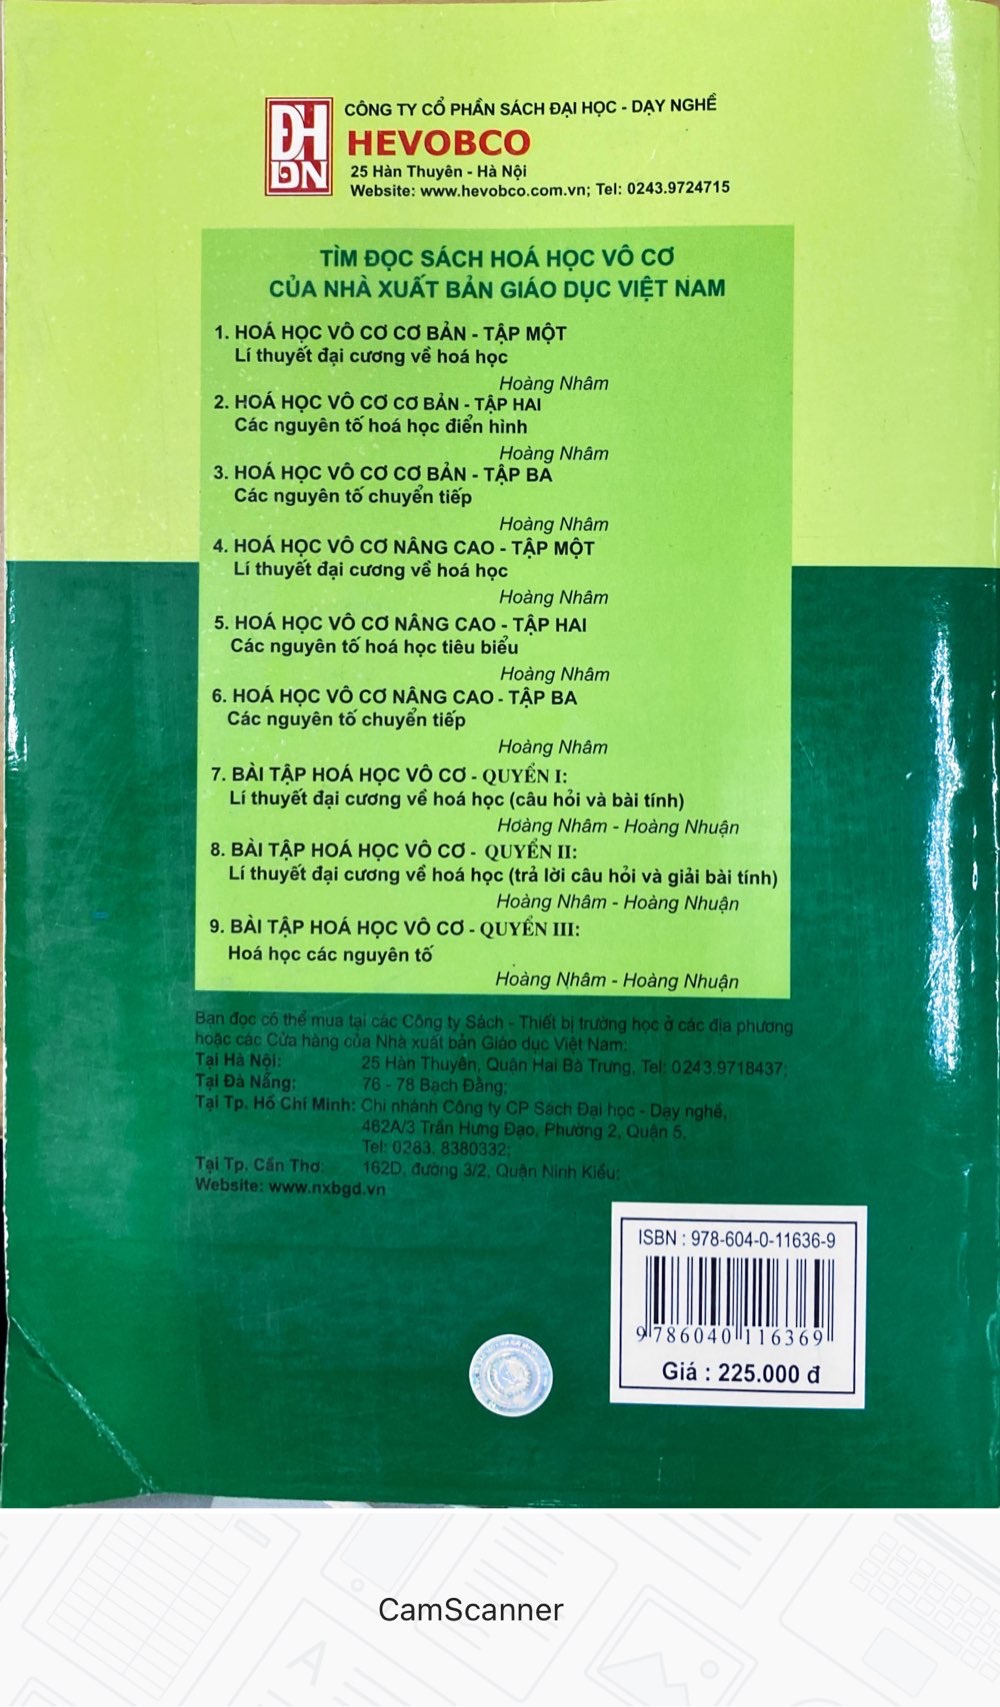 ĐH
DN
CÔNG TY CỔ PHẦN SÁCH ĐẠI HỌC - DẠY NGHỀ
HEVOBCO
25 Hàn Thuyên - Hà Nội
Website: www.hevobco.com.vn; Tel: 0243.9724715
TÌM ĐỌC SÁCH HOÁ HỌC VÔ CƠ
CỦA NHÀ XUẤT BẢN GIÁO DỤC VIỆT NAM
1. HOÁ HỌC VÔ CƠ CƠ BẢN - TẬP MỘT
Lí thuyết đại cương về hoá học
Hoàng Nhâm
2. HOÁ HỌC VÔ CƠ CƠ BẢN - TẬP HAI
Các nguyên tố hoá học điển hình
Hoàng Nhâm
3. HOÁ HỌC VÔ CƠ CƠ BẢN - TẬP BA
Các nguyên tố chuyển tiếp
Hoàng Nhâm
4. HOÁ HỌC VÔ CƠ NÂNG CAO - TẬP MỘT
Lí thuyết đại cương về hoá học
Hoàng Nhâm
5. HOÁ HỌC VÔ CƠ NÂNG CAO - TẬP HAI
Các nguyên tố hoá học tiêu biểu
Hoàng Nhâm
6. HOÁ HỌC VÔ CƠ NÂNG CAO - TẬP BA
Các nguyên tố chuyển tiếp
Hoàng Nhâm
7. BÀI TẬP HOÁ HỌC VÔ CƠ - QUYỂN I:
Lí thuyết đại cương về hoá học (câu hỏi và bài tính)
Hoàng Nhâm - Hoàng Nhuận
8. BÀI TẬP HOÁ HỌC VÔ CƠ - QUYỂN II:
Lí thuyết đại cương về hoá học (trả lời câu hỏi và giải bài tính)
Hoàng Nhâm - Hoàng Nhuận
9. BÀI TẬP HOÁ HỌC VÔ CƠ - QUYỂN III:
Hoá học các nguyên tố
Hoàng Nhâm - Hoàng Nhuận
Bạn đọc có thể mua tại các Công ty Sách - Thiết bị trường học ở các địa phương
hoặc các Cửa hàng của Nhà xuất bản Giáo dục Việt Nam:
Tại Hà Nội: 25 Hàn Thuyên, Quận Hai Bà Trưng, Tel: 0243.9718437;
Tại Đà Nẵng: 76 - 78 Bạch Đằng;
Tại Tp. Hồ Chí Minh: Chi nhánh Công ty CP Sách Đại học - Dạy nghề,
462A/3 Trần Hưng Đạo, Phường 2, Quận 5,
Tel: 0283. 8380332;
Tại Tp. Cần Thơ: 162D, đường 3/2, Quận Ninh Kiều;
Website: www.nxbgd.vn
ISBN : 978-604-0-11636-9
9 786040 116369
Giá : 225.000 đ
CamScanner